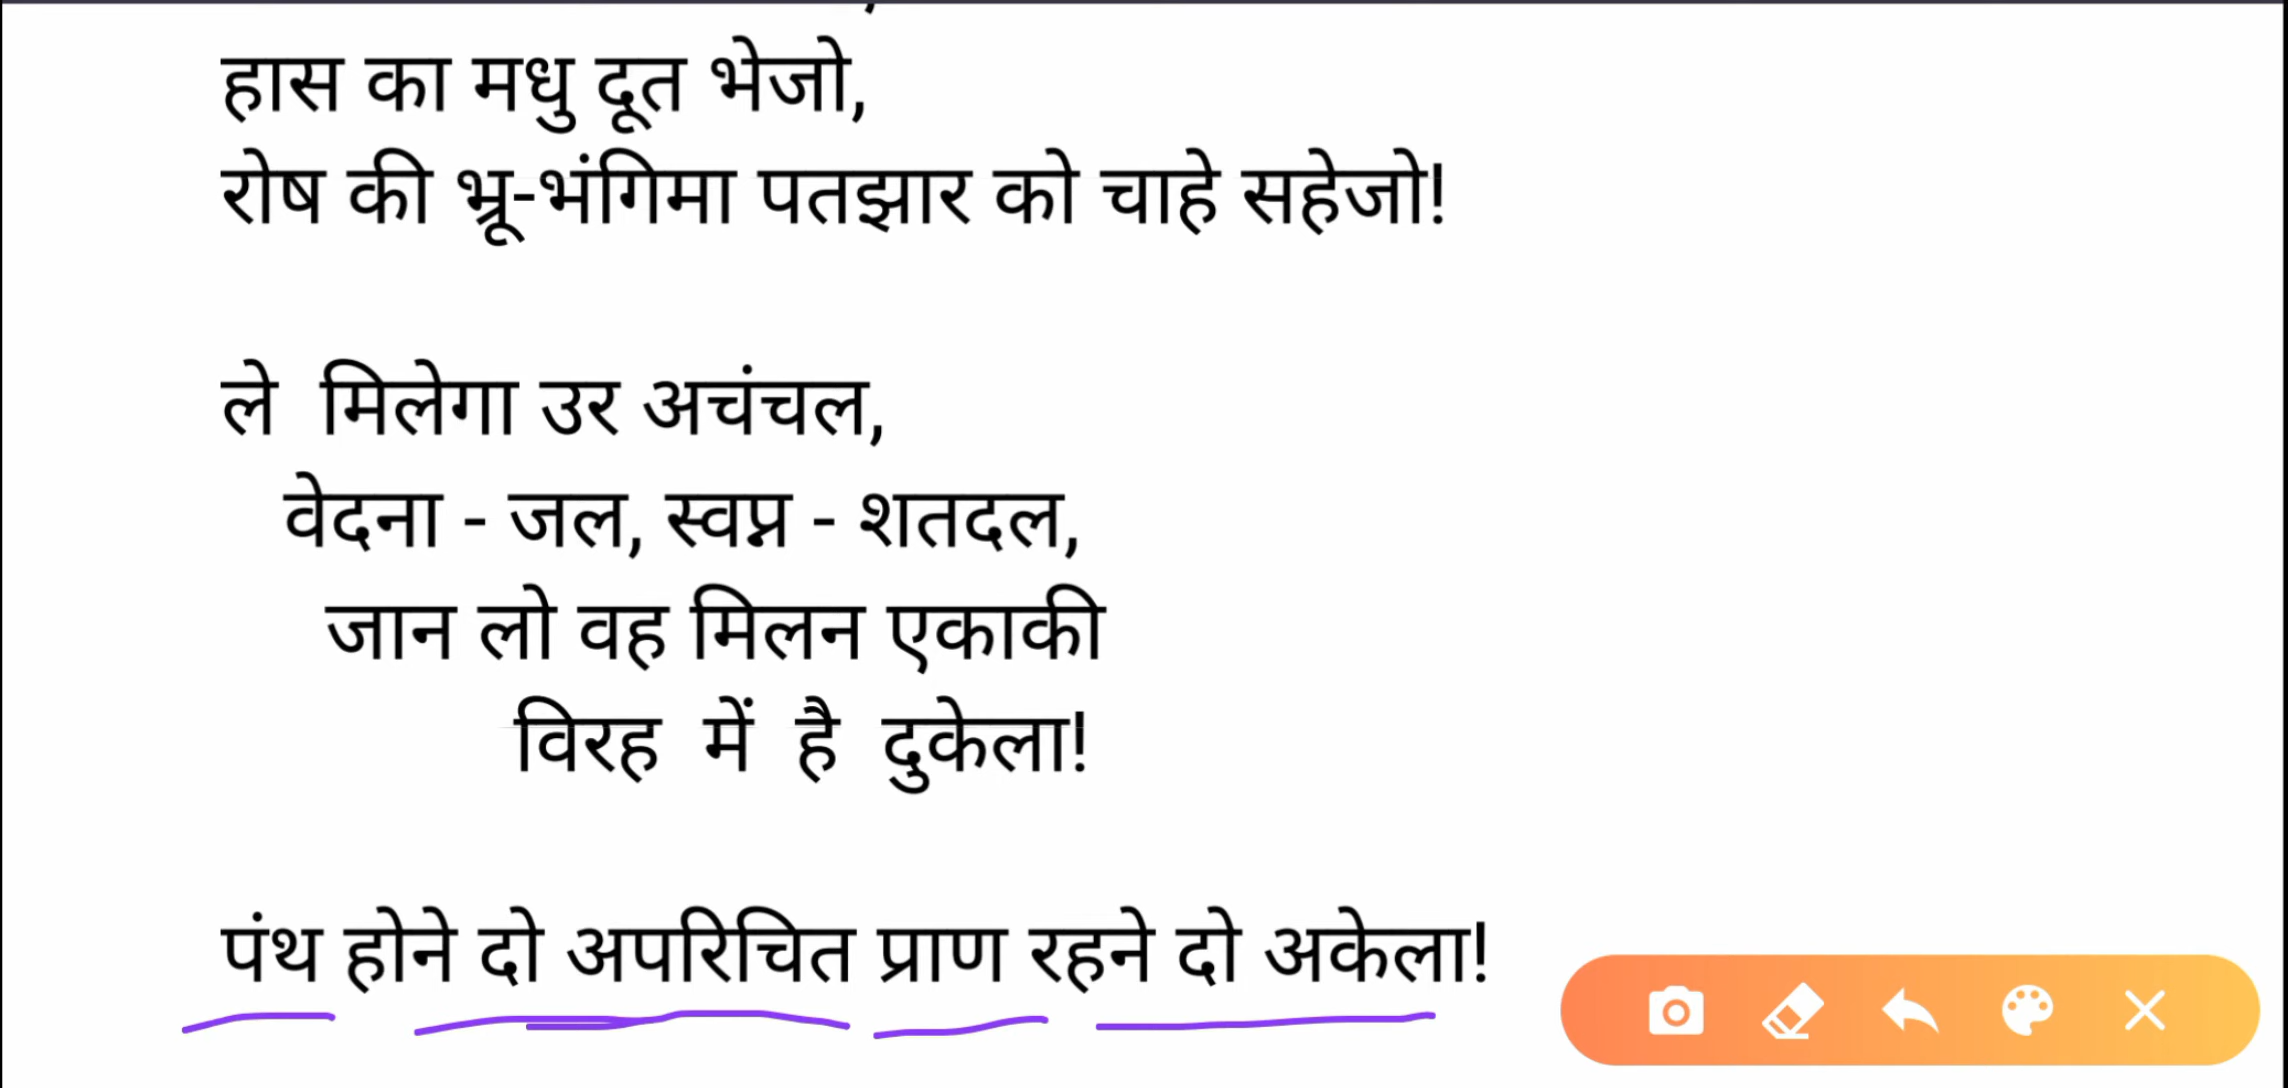 हास का मधु दूत भेजो,
रोष की भ्रू-भंगिमा पतझार को चाहे सहेजो!
ले मिलेगा उर अचंचल,
वेदना - जल, स्वप्न - शतदल,
जान लो वह मिलन एकाकी
विरह में है दुकेला!
पंथ होने दो अपरिचित प्राण रहने दो अकेला!